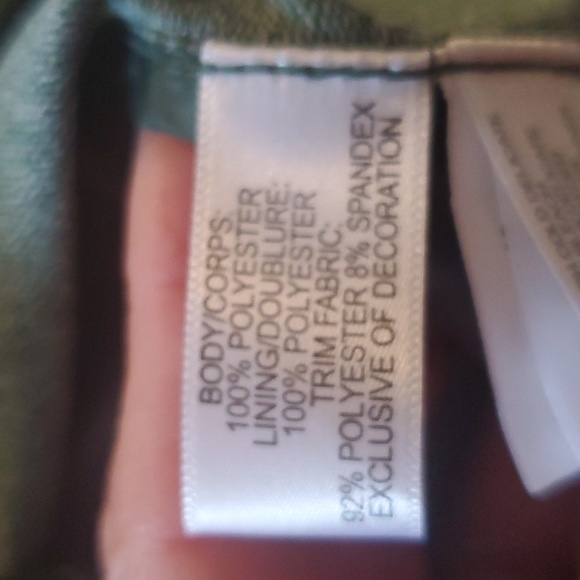 BODY/CORPS:
100% POLYESTER
LINING/DOUBLURE:
100% POLYESTER
TRIM FABRIC:
92% POLYESTER 8% SPANDEX
EXCLUSIVE OF DECORATION